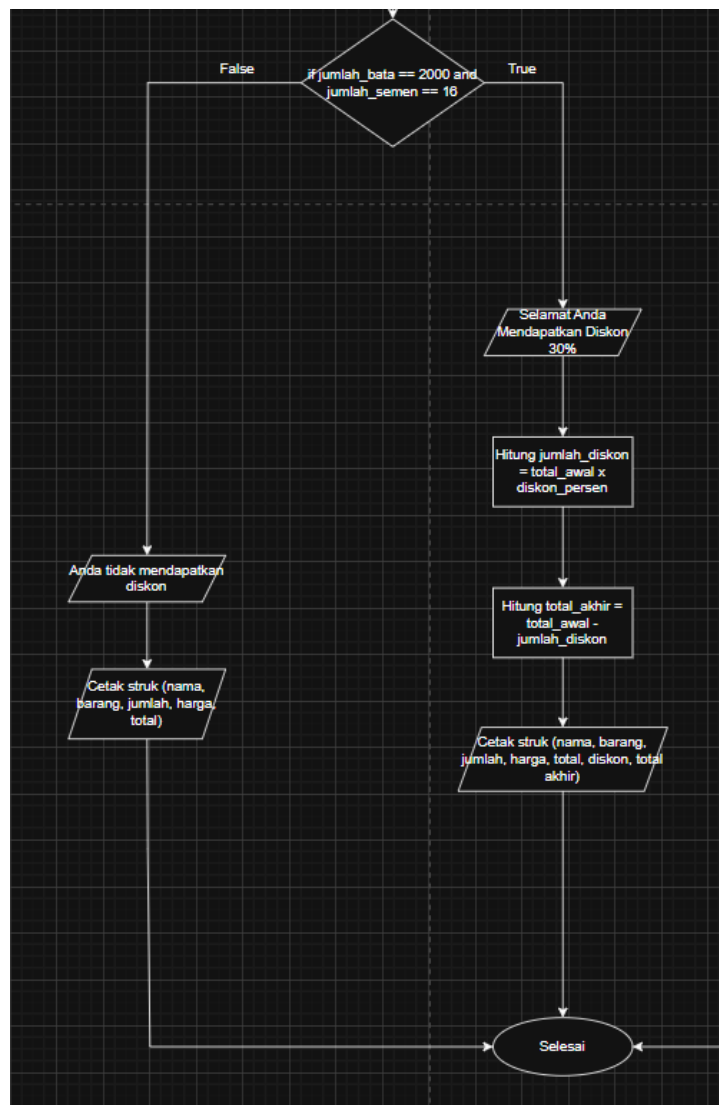 if jumlah_bata == 2000 and
jumlah_semen == 16
False
True
Selamat Anda
Mendapatkan Diskon
30%
Hitung jumlah_diskon
= total_awal x
diskon_persen
Anda tidak mendapatkan
diskon
Hitung total_akhir =
total_awal -
jumlah_diskon
Cetak struk (nama,
barang, jumlah, harga,
total)
Cetak struk (nama, barang,
jumlah, harga, total, diskon, total
akhir)
Selesai